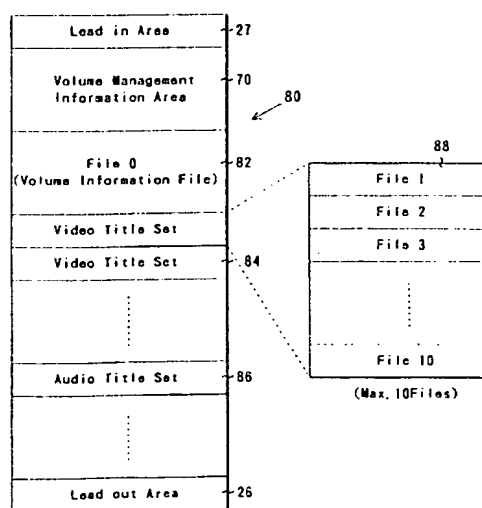 Lead in Area
27
Volume Management
Information Area
70
80
File 0
(Volume Information File)
82
Video Title Set
Video Title Set
84
Audio Title Set
86
Lead out Area
26
88
File 1
File 2
File 3
File 10
(Max. 10Files)